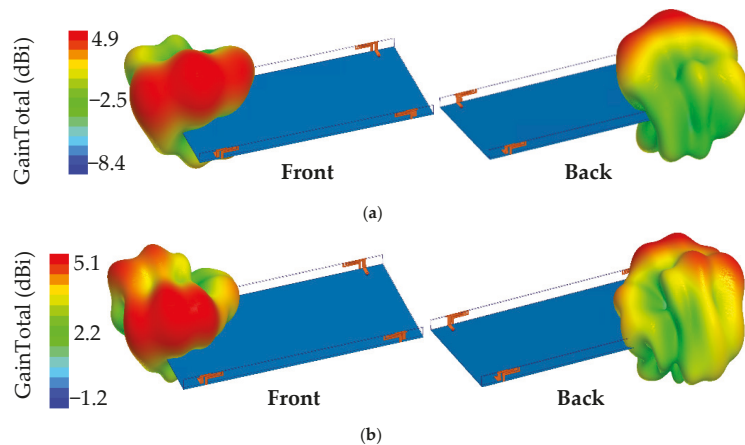 GainTotal (dBi)
4.9
-2.5
-8.4
Front
Back
(a)
GainTotal (dBi)
5.1
2.2
-1.2
Front
Back
(b)